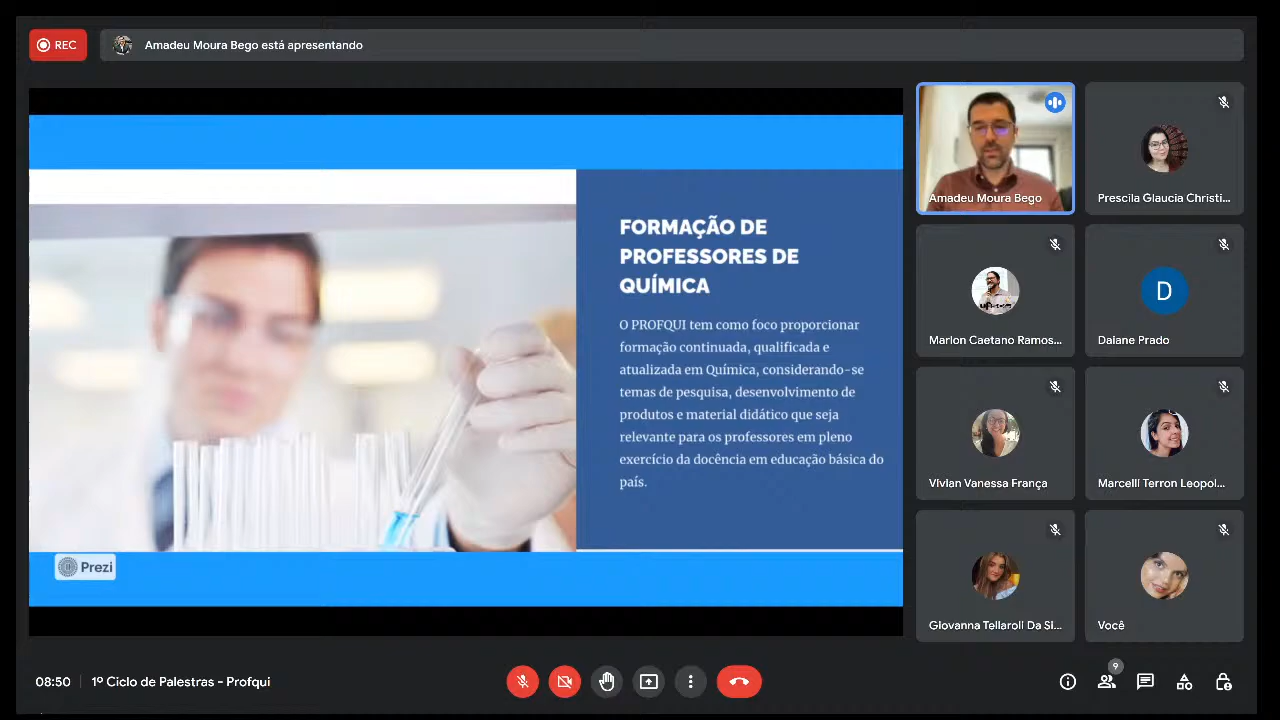 REC
Amadeu Moura Bego está apresentando
FORMAÇÃO DE
PROFESSORES DE
QUÍMICA
O PROFQUI tem como foco proporcionar
formação continuada, qualificada e
atualizada em Química, considerando-se
temas de pesquisa, desenvolvimento de
produtos e material didático que seja
relevante para os professores em pleno
exercício da docência em educação básica do
país.
Prezi
Amadeu Moura Bego
Prescila Glaucia Christi...
Marlon Caetano Ramos...
D
Daiane Prado
Vivian Vanessa França
Marcelli Terron Leopol...
Giovanna Tellaroli Da Si...
Você
08:50
1º Ciclo de Palestras - Profqui
9